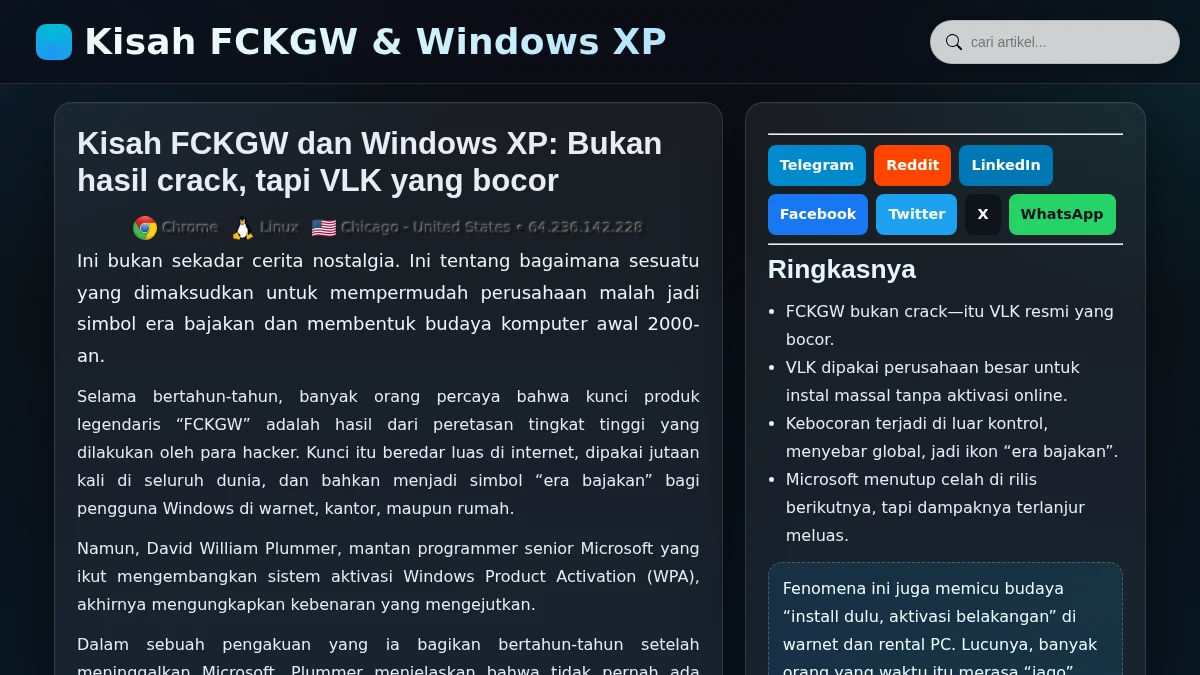 Kisah FCKGW & Windows XP
cari artikel...
Kisah FCKGW dan Windows XP: Bukan
hasil crack, tapi VLK yang bocor
Chrome Linux Chicago - United States • 64.236.142.228
Ini bukan sekadar cerita nostalgia. Ini tentang bagaimana sesuatu
yang dimaksudkan untuk mempermudah perusahaan malah jadi
simbol era bajakan dan membentuk budaya komputer awal 2000-
an.
Selama bertahun-tahun, banyak orang percaya bahwa kunci produk
legendaris “FCKGW” adalah hasil dari peretasan tingkat tinggi yang
dilakukan oleh para hacker. Kunci itu beredar luas di internet, dipakai jutaan
kali di seluruh dunia, dan bahkan menjadi simbol “era bajakan” bagi
pengguna Windows di warnet, kantor, maupun rumah.
Namun, David William Plummer, mantan programmer senior Microsoft yang
ikut mengembangkan sistem aktivasi Windows Product Activation (WPA),
akhirnya mengungkapkan kebenaran yang mengejutkan.
Dalam sebuah pengakuan yang ia bagikan bertahun-tahun setelah
meninggalkan Microsoft, Plummer menjelaskan bahwa tidak pernah ada
Telegram Reddit LinkedIn
Facebook Twitter X WhatsApp
Ringkasnya
• FCKGW bukan crack—itu VLK resmi yang
bocor.
• VLK dipakai perusahaan besar untuk
instal massal tanpa aktivasi online.
• Kebocoran terjadi di luar kontrol,
menyebar global, jadi ikon “era bajakan”.
• Microsoft menutup celah di rilis
berikutnya, tapi dampaknya terlanjur
meluas.
Fenomena ini juga memicu budaya
“install dulu, aktivasi belakangan” di
warnet dan rental PC. Lucunya, banyak
orang yang waktu itu merasa “jago”